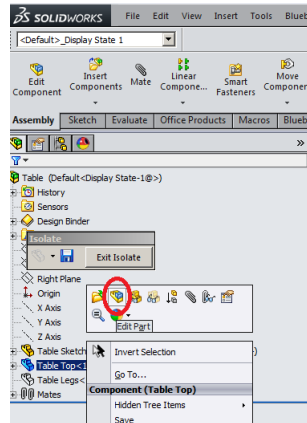 SOLIDWORKS File Edit View Insert Tools Blueb
<Default>_Display State 1
Edit Component Insert Components Mate Linear Compone... Smart Fasteners Move Componen
Assembly Sketch Evaluate Office Products Macros Blueb
»
Table (Default<Display State-1@>)
History
Sensors
Design Binder
Isolate
Exit Isolate
Right Plane
Origin
X Axis
Y Axis
Z Axis
Edit Part
Table Sketch
Table Top<1
Table Legs<
Mates
Invert Selection
Go To...
Component (Table Top)
Hidden Tree Items
Save